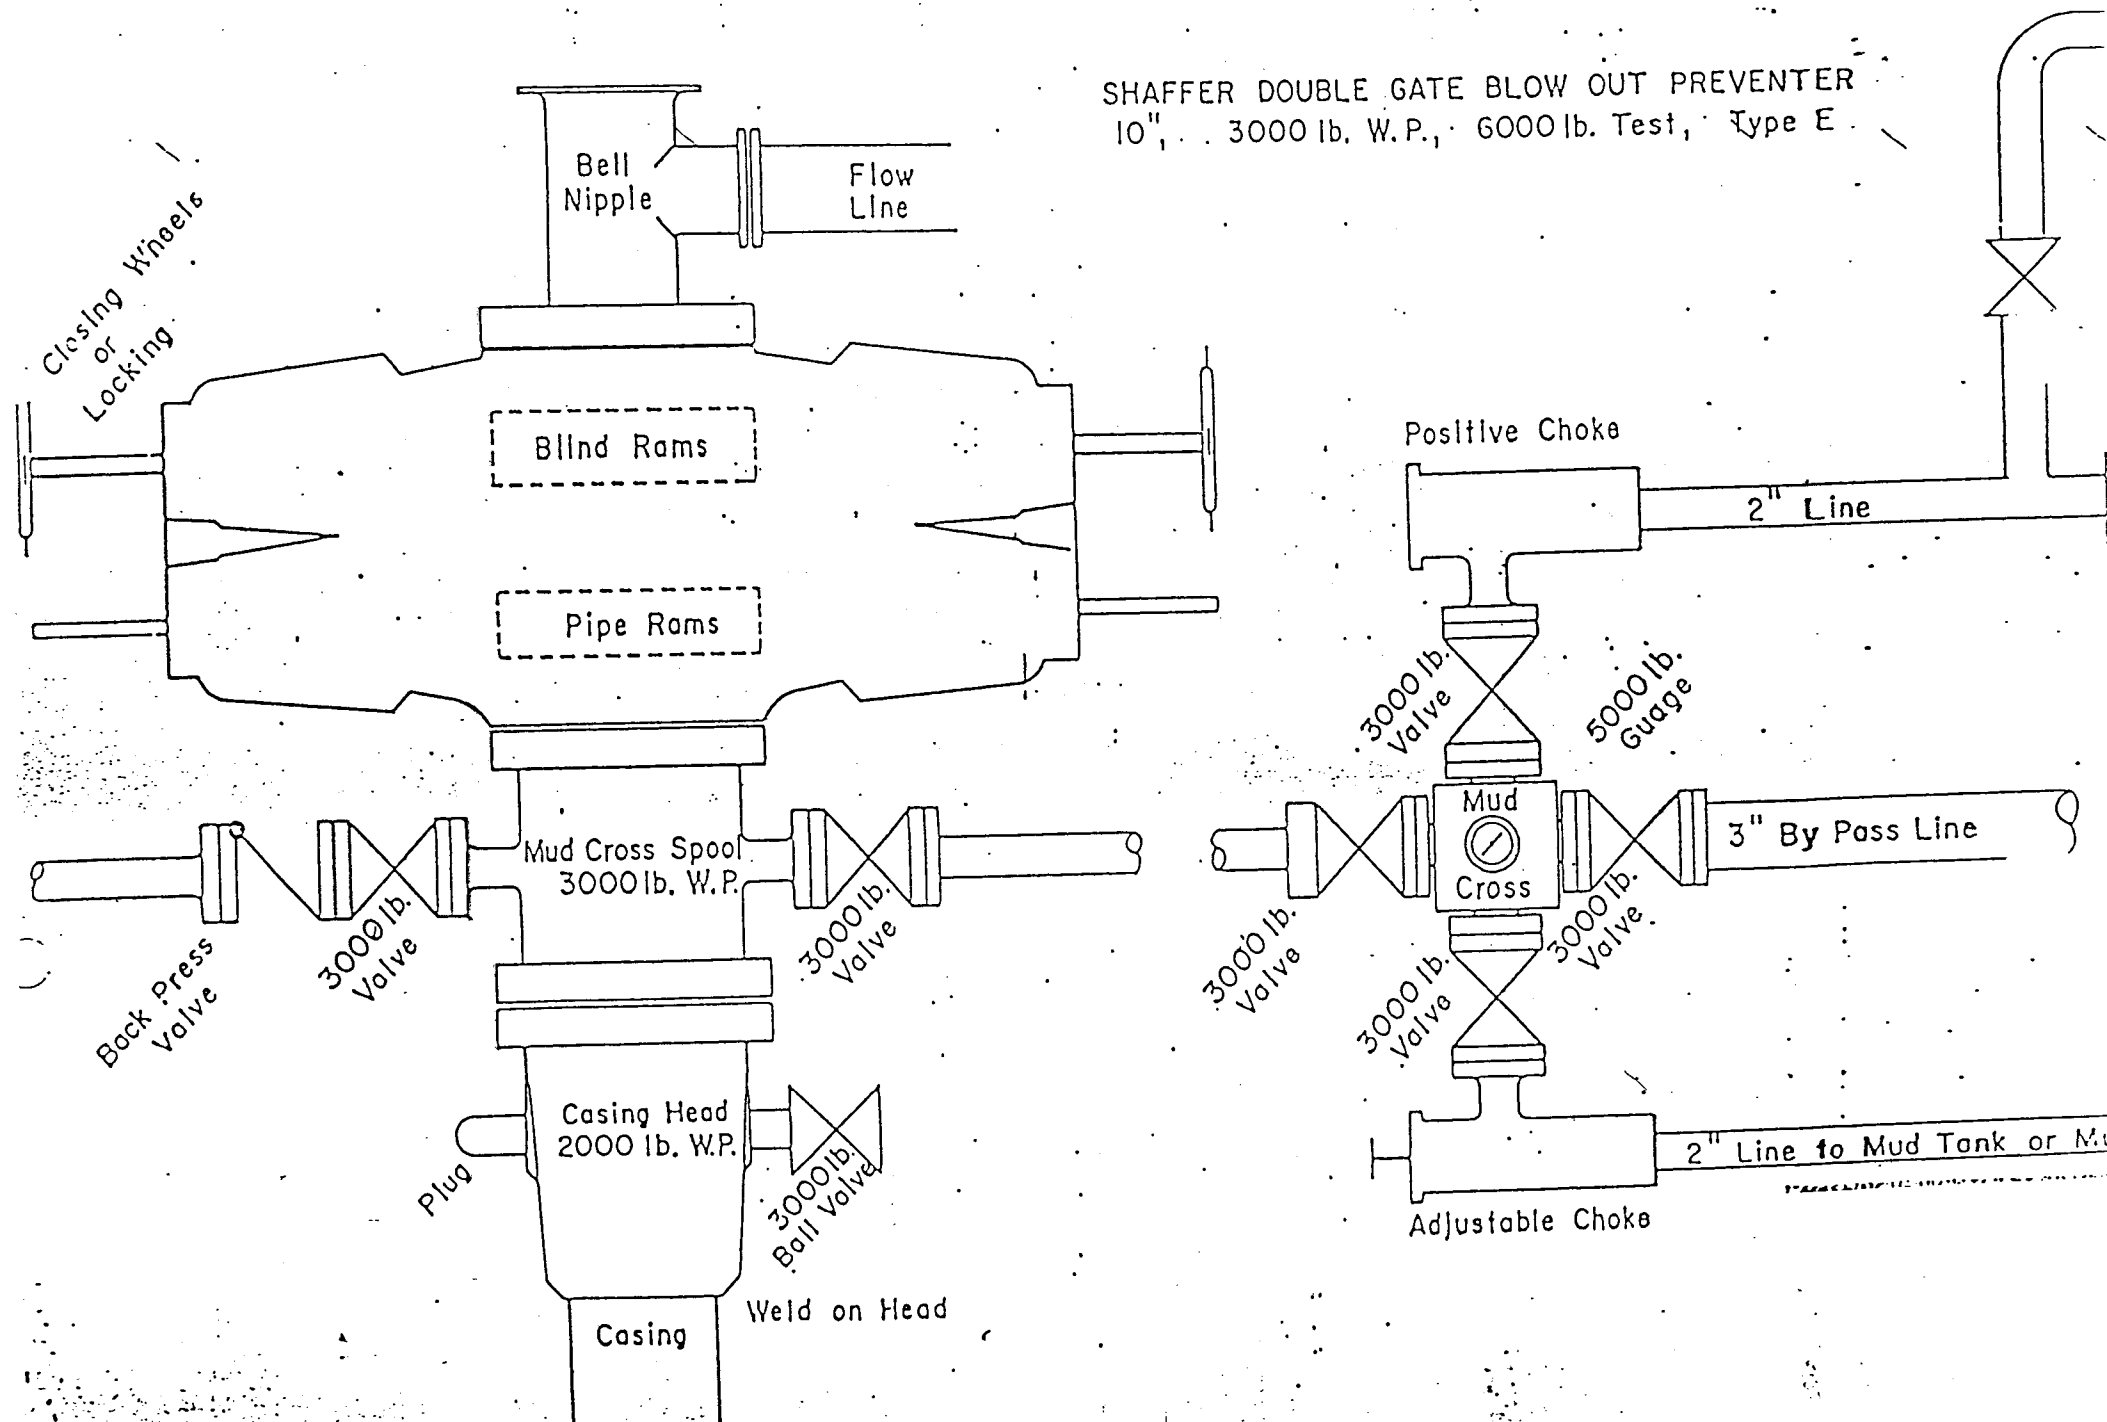 SHAFFER DOUBLE GATE BLOW OUT PREVENTER
10", 3000 lb. W.P., 6000 lb. Test, Type E
Bell
Nipple
Flow
Line
Closing Wheels
or
Locking
Blind Rams
Pipe Rams
Positive Choke
2" Line
3000 lb.
Valve
5000 lb.
Guage
Mud
Cross
3" By Pass Line
Mud Cross Spool
3000 lb. W.P.
Back Press
Valve
3000 lb.
Valve
3000 lb.
Valve
3000 lb.
Valve
3000 lb.
Valve
3000 lb.
Valve
Casing Head
2000 lb. W.P.
Plug
3000 lb.
Ball Valve
2" Line to Mud Tank or
Adjustable Choke
Weld on Head
Casing